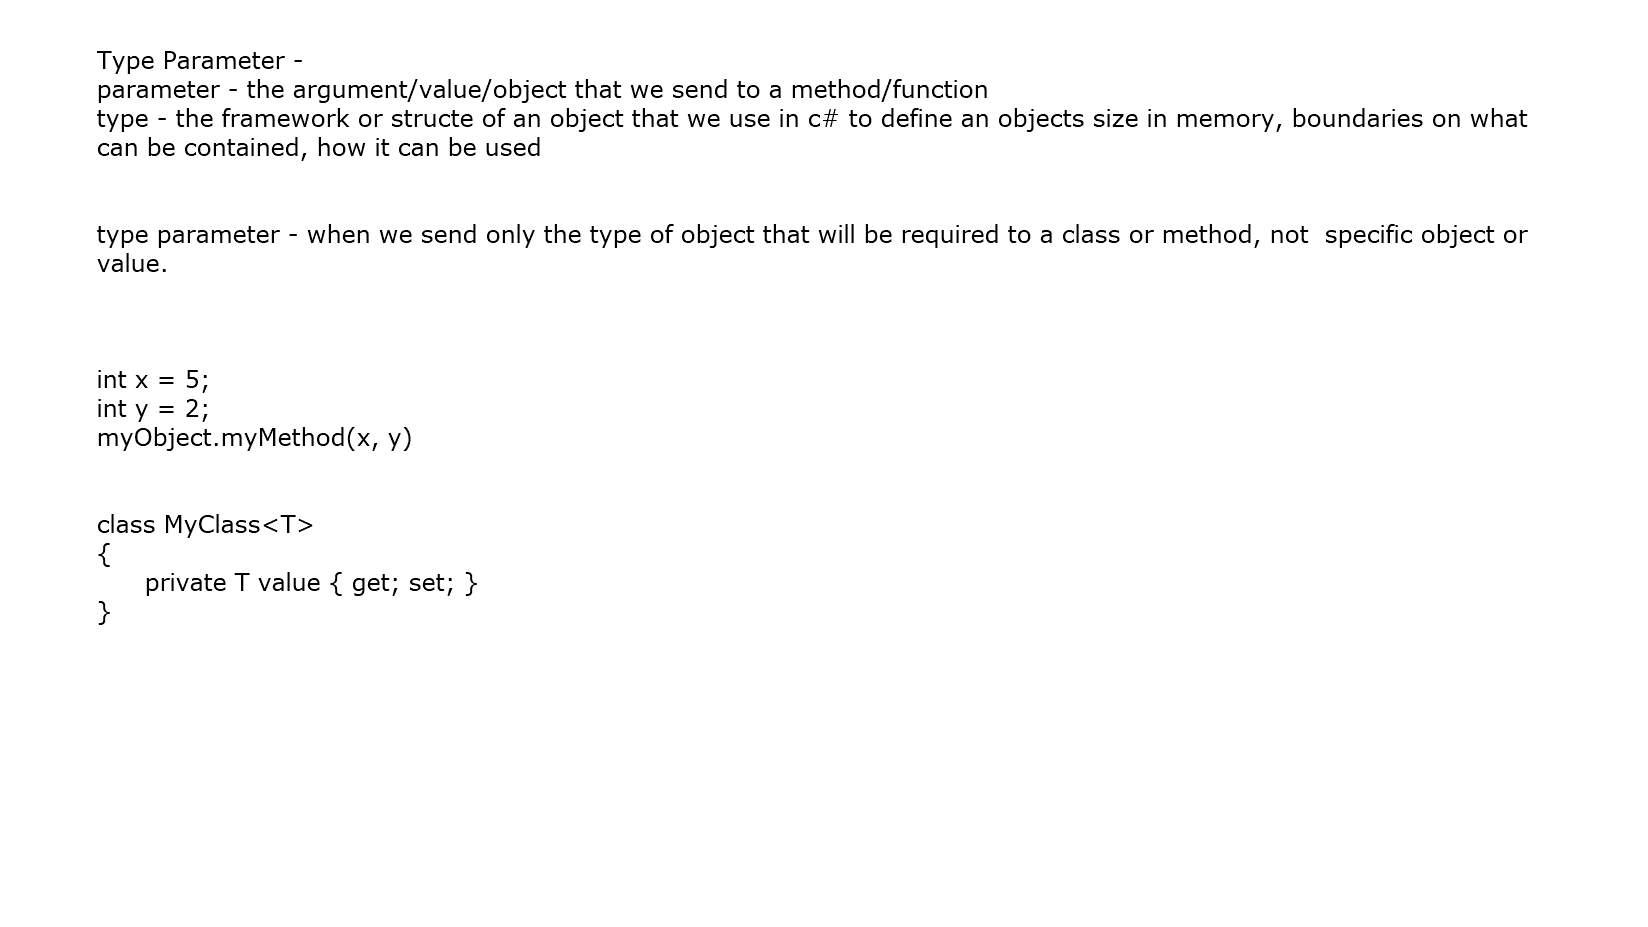 Type Parameter -
parameter - the argument/value/object that we send to a method/function
type - the framework or structe of an object that we use in c# to define an objects size in memory, boundaries on what
can be contained, how it can be used
type parameter - when we send only the type of object that will be required to a class or method, not  specific object or
value.
int x = 5;
int y = 2;
myObject.myMethod(x, y)
class MyClass<T>
{
private T value { get; set; }
}